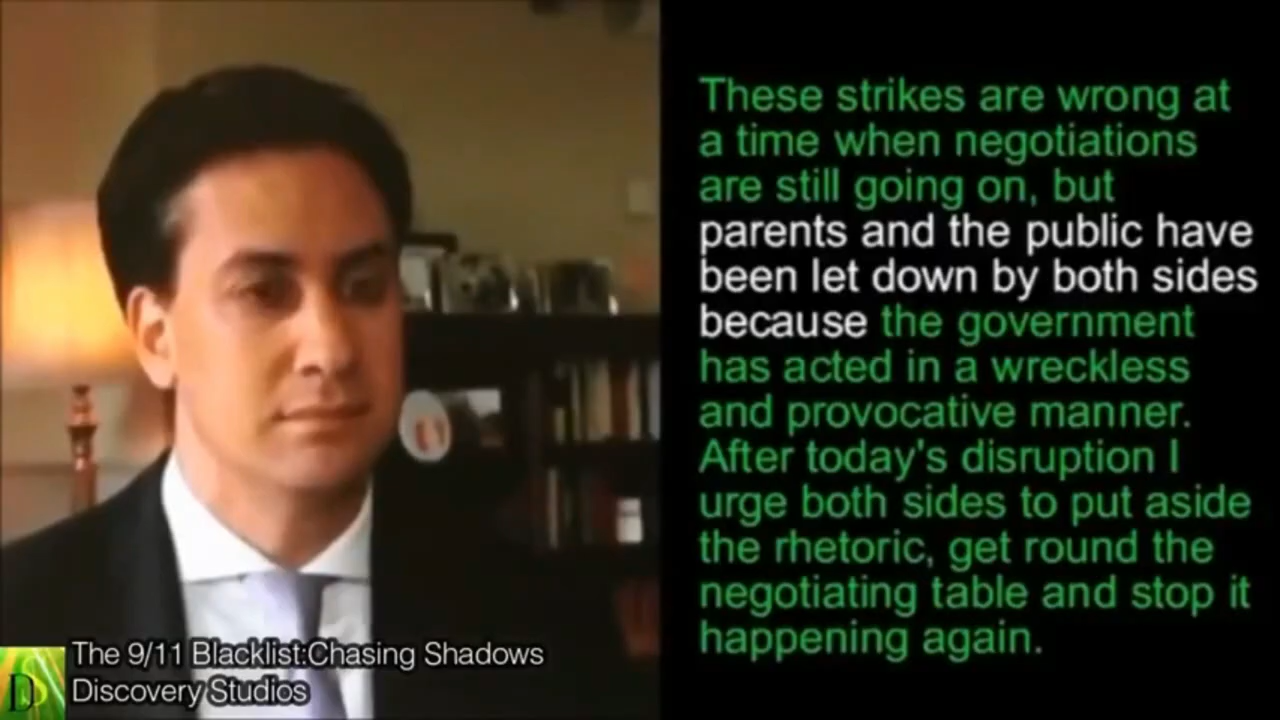 These strikes are wrong at
a time when negotiations
are still going on, but
parents and the public have
been let down by both sides
because the government
has acted in a wreckless
and provocative manner.
After today's disruption I
urge both sides to put aside
the rhetoric, get round the
negotiating table and stop it
happening again.
The 9/11 Blacklist:Chasing Shadows
Discovery Studios
DS